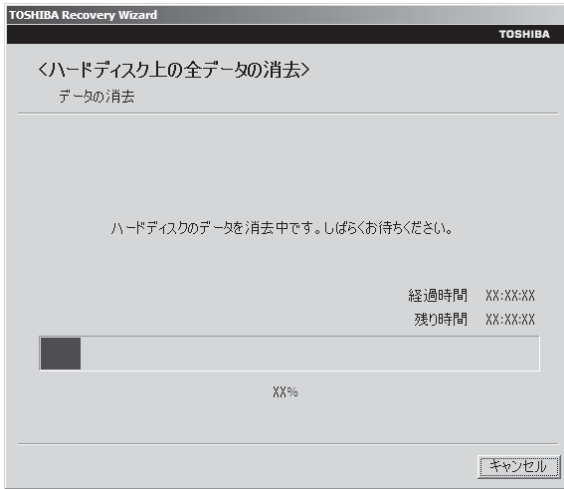 TOSHIBA Recovery Wizard
TOSHIBA
<ハードディスク上の全データの消去>
データの消去
ハードディスクのデータを消去中です。しばらくお待ちください。
経過時間 XX:XX:XX
残り時間 XX:XX:XX
XX%
キャンセル